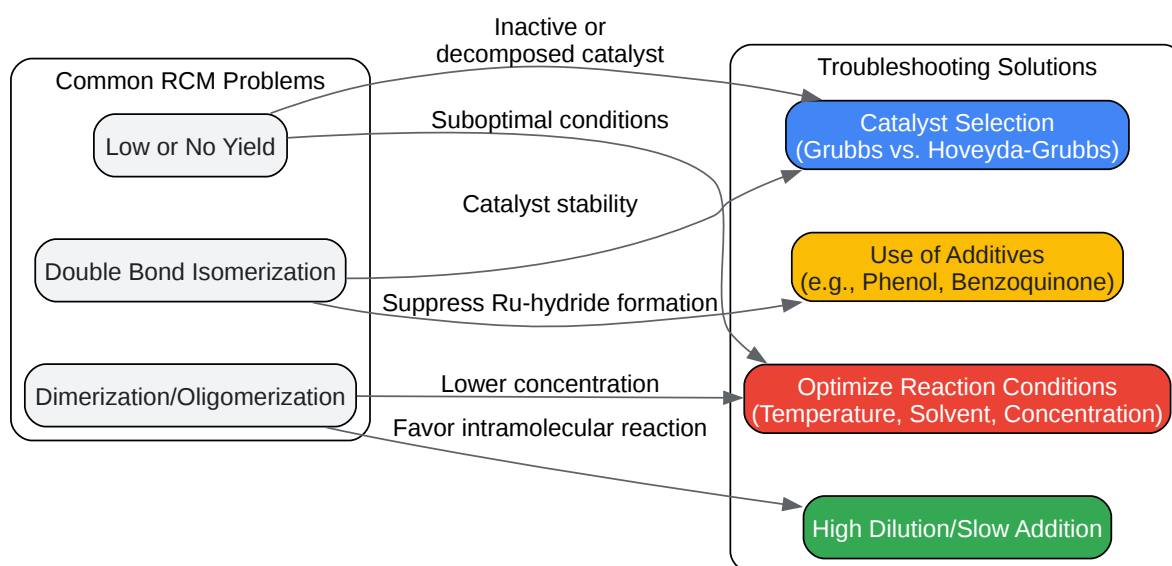 Common RCM Problems
Low or No Yield
Double Bond Isomerization
Dimerization/Oligomerization
Inactive or
decomposed catalyst
Suboptimal conditions
Catalyst stability
Suppress Ru-hydride formation
Lower concentration
Favor intramolecular reaction
Troubleshooting Solutions
Catalyst Selection
(Grubbs vs. Hoveyda-Grubbs)
Use of Additives
(e.g., Phenol, Benzoquinone)
Optimize Reaction Conditions
(Temperature, Solvent, Concentration)
High Dilution/Slow Addition